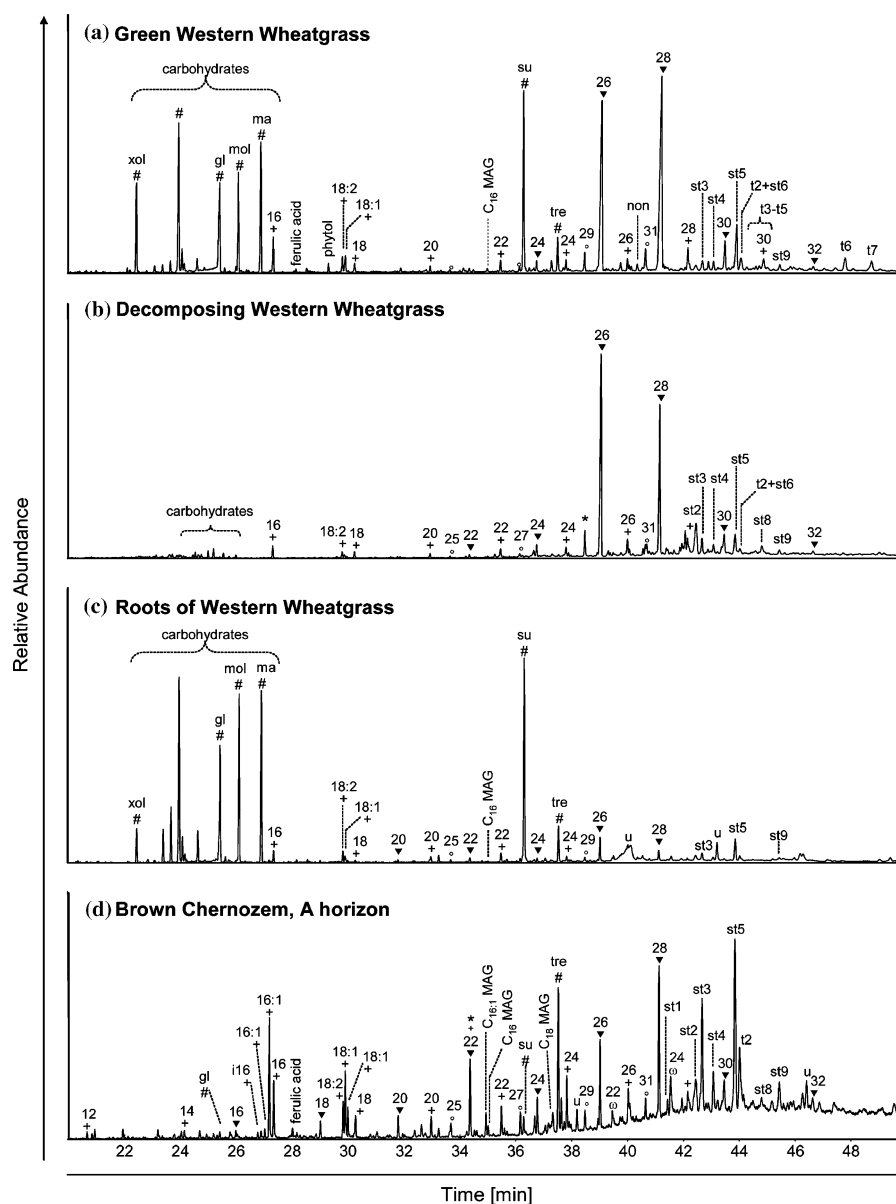 Relative Abundance
(a) Green Western Wheatgrass
carbohydrates
xol
#
#
gl
#
mol
#
ma
#
16
+
ferulic acid
phytol
18:2
+
18:1
+
+
18
20
+
C16 MAG
22
+
su
#
24
tre
#
24
+
29
26
26
+
non
31
28
28
+
st3
st4
30
st5
t2+st6
t3-t5
30
+
st9
32
t6
t7
(b) Decomposing Western Wheatgrass
carbohydrates
16
+
18:2
+
18
+
20
+
25
22
22
+
27
24
24
+
*
26
26
+
31
28
+
st2
st3
st4
30
st5
t2+st6
st8
st9
32
(c) Roots of Western Wheatgrass
carbohydrates
xol
#
gl
#
mol
#
ma
#
16
+
18:2
+
18:1
+
+
18
20
20
+
25
22
C16 MAG
22
+
su
#
24
tre
#
24
+
29
26
u
28
st3
u
st5
st9
(d) Brown Chernozem, A horizon
12
+
14
+
gl
#
16
i16
+
16:1
+
16:1
+
16
+
ferulic acid
18
18:2
+
18:1
+
18:1
+
+
18
20
20
+
25
*
+
22
C16:1 MAG
C16 MAG
22
+
27
su
#
24
C18 MAG
tre
#
24
+
u
29
26
22
ω
26
+
31
28
st1
24
ω
+
st2
st3
st4
30
st5
t2
st8
st9
u
32
22 24 26 28 30 32 34 36 38 40 42 44 46 48
Time [min]